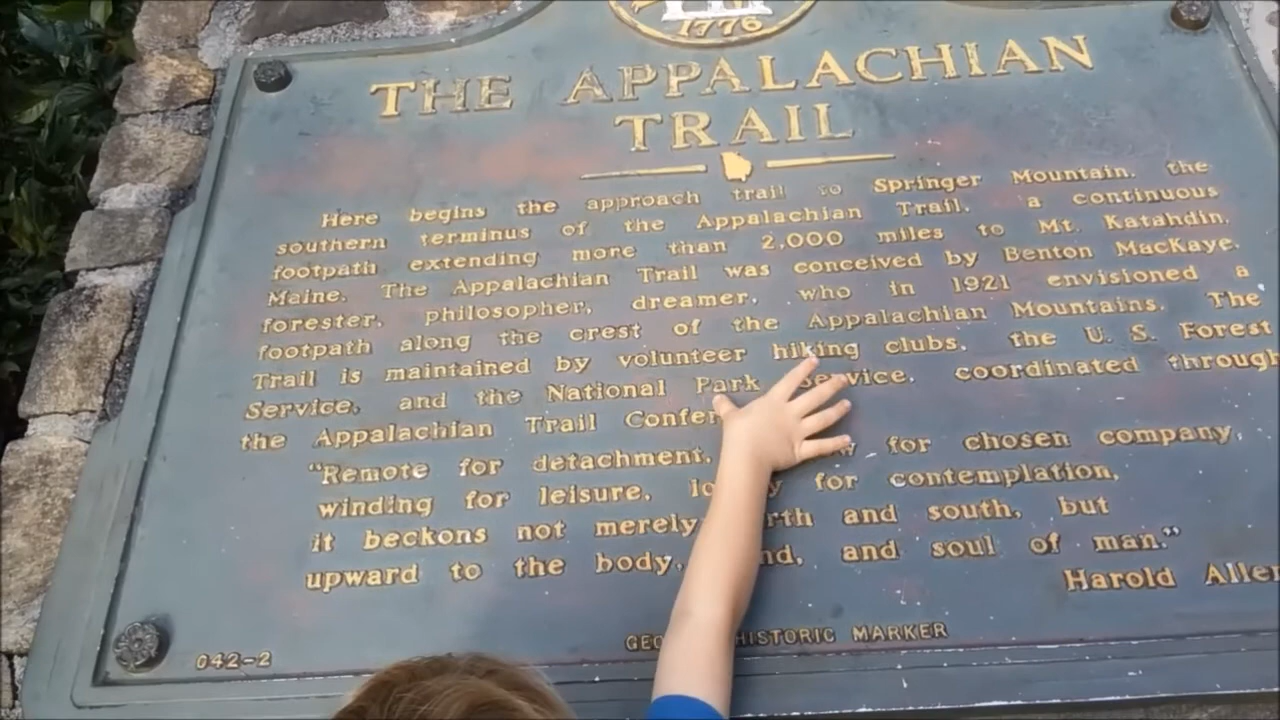 1776
THE APPALACHIAN
TRAIL
Here begins the approach trail to Springer Mountain, the
southern terminus of the Appalachian Trail, a continuous
footpath extending more than 2,000 miles to Mt. Katahdin,
Maine. The Appalachian Trail was conceived by Benton MacKaye,
forester, philosopher, dreamer, who in 1921 envisioned a
footpath along the crest of the Appalachian Mountains. The
Trail is maintained by volunteer hiking clubs, the U. S. Forest
Service, and the National Park Service, coordinated through
the Appalachian Trail Confer
"Remote for detachment, for chosen company
winding for leisure, for contemplation,
it beckons not merely rth and south, but
upward to the body, nd, and soul of man."
Harold Allen
GEO HISTORIC MARKER
042-2